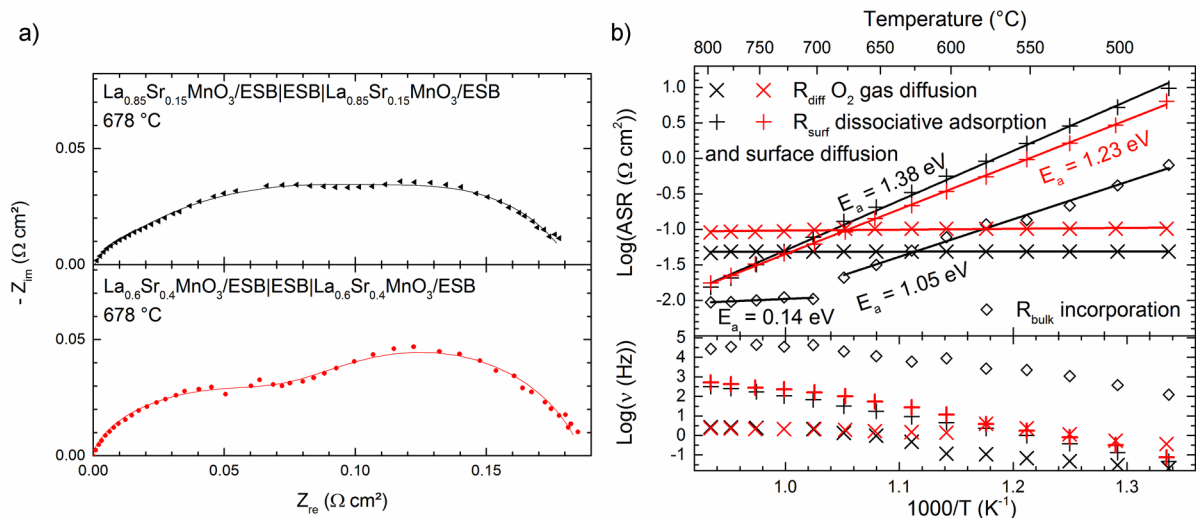 a)
La0.85Sr0.15MnO3/ESB|ESB|La0.85Sr0.15MnO3/ESB
678 °C
0.05
0.00
La0.6Sr0.4MnO3/ESB|ESB|La0.6Sr0.4MnO3/ESB
678 °C
0.05
0.00
- Zim (Ω cm²)
0.00 0.05 0.10 0.15
Zre (Ω cm²)
b)
Temperature (°C)
800 750 700 650 600 550 500
1.0
0.5
0.0
-0.5
-1.0
-1.5
-2.0
Log(ASR (Ω cm²))
Rdiff O2 gas diffusion
Rsurf dissociative adsorption
and surface diffusion
Ea = 1.38 eV
Ea = 1.23 eV
Ea = 1.05 eV
Ea = 0.14 eV
Rbulk incorporation
5
4
3
2
1
0
1
Log(ν (Hz))
1.0 1.1 1.2 1.3
1000/T (K-1)